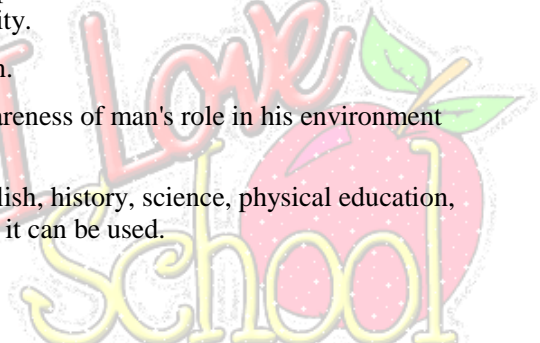 ity.
n.
areness of man's role in his environment
lish, history, science, physical education,
it can be used.
I Love
School